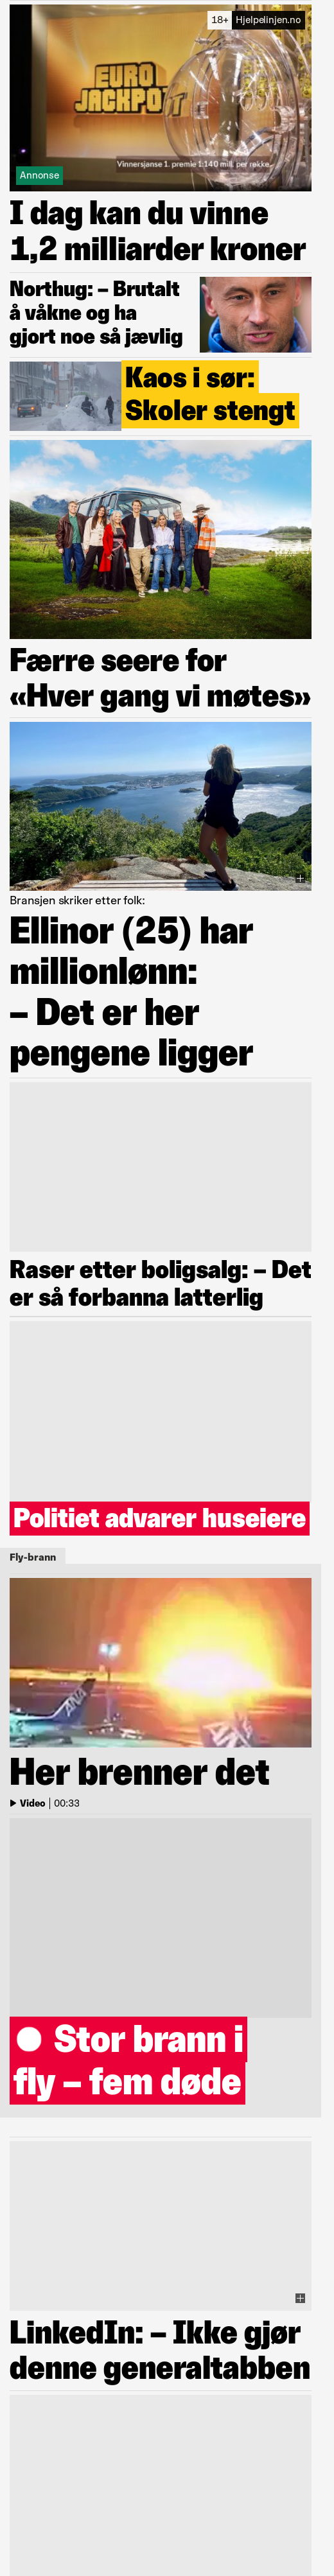 18+ Hjelpelinjen.no
EURO
JACKPOT
Vinnersjanse 1. premie 1:140 mill. per rekke.
Annonse
I dag kan du vinne
1,2 milliarder kroner
Northug: – Brutalt
å våkne og ha
gjort noe så jævlig
Kaos i sør:
Skoler stengt
Færre seere for
«Hver gang vi møtes»
Bransjen skriker etter folk:
Ellinor (25) har
millionlønn:
– Det er her
pengene ligger
Raser etter boligsalg: – Det
er så forbanna latterlig
Politiet advarer huseiere
Fly-brann
ANA
Her brenner det
Video | 00:33
Stor brann i
fly – fem døde
LinkedIn: – Ikke gjør
denne generaltabben